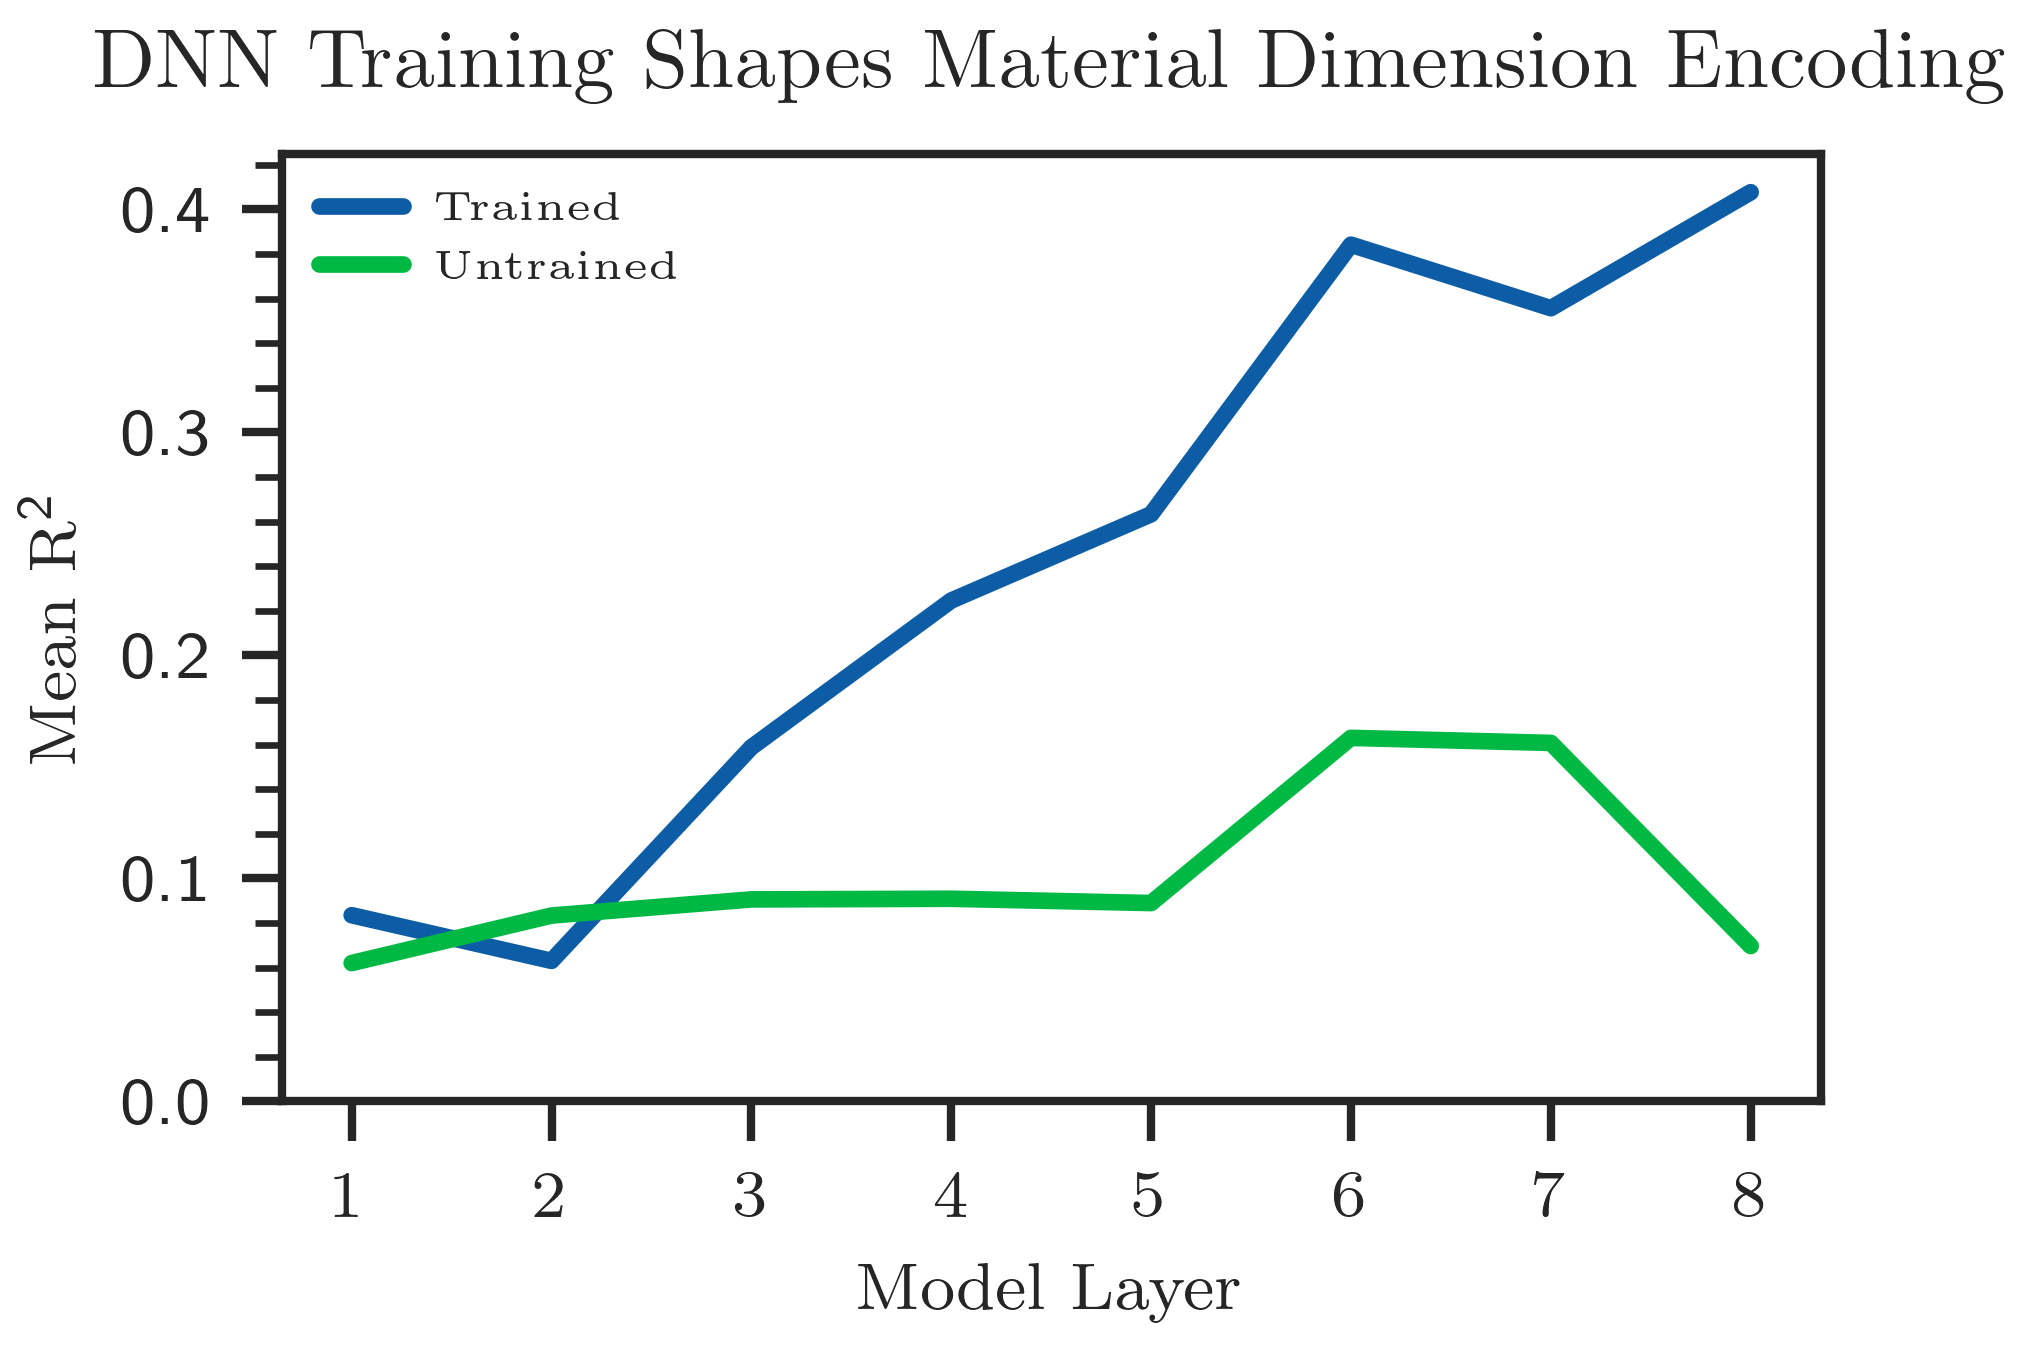 DNN Training Shapes Material Dimension Encoding
Trained
Untrained
0.4
0.3
0.2
0.1
0.0
Mean R²
1 2 3 4 5 6 7 8
Model Layer